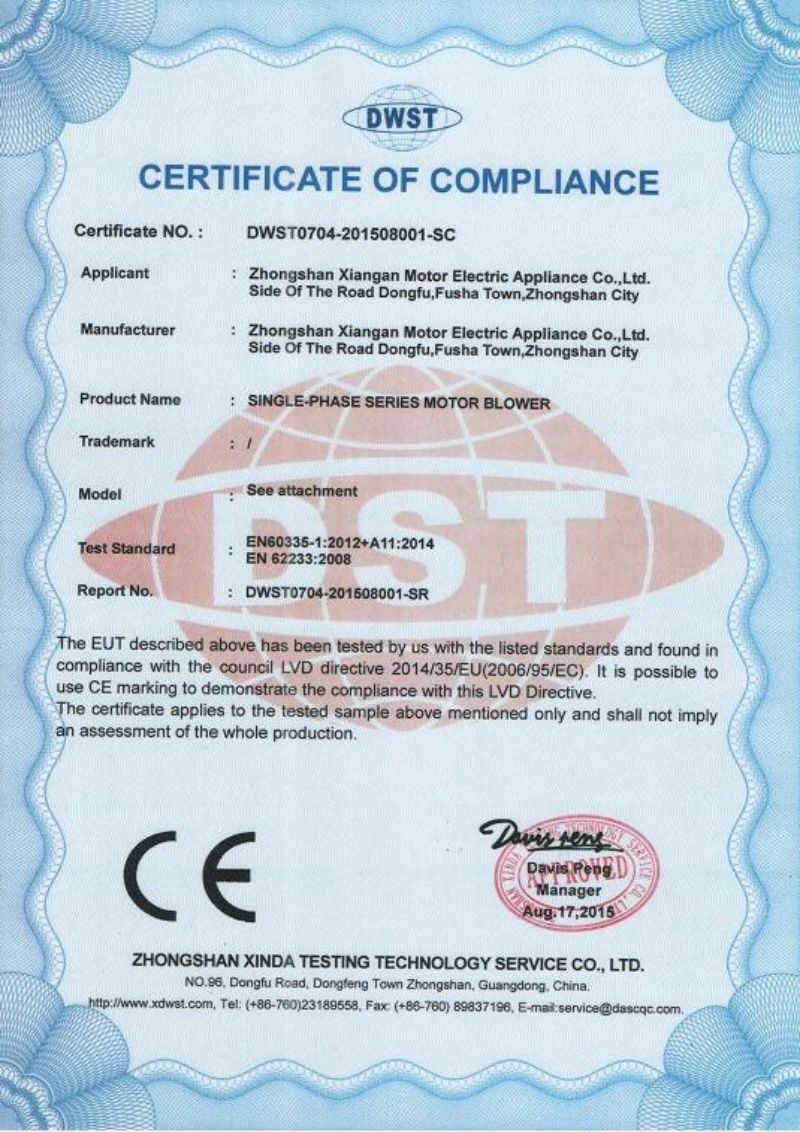 DWST
CERTIFICATE OF COMPLIANCE
Certificate NO. : DWST0704-201508001-SC
Applicant : Zhongshan Xiangan Motor Electric Appliance Co.,Ltd.
Side Of The Road Dongfu,Fusha Town,Zhongshan City
Manufacturer : Zhongshan Xiangan Motor Electric Appliance Co.,Ltd.
Side Of The Road Dongfu,Fusha Town,Zhongshan City
Product Name : SINGLE-PHASE SERIES MOTOR BLOWER
Trademark : /
Model : See attachment
DST
Test Standard : EN60335-1:2012+A11:2014
EN 62233:2008
Report No. : DWST0704-201508001-SR
The EUT described above has been tested by us with the listed standards and found in
compliance with the council LVD directive 2014/35/EU(2006/95/EC). It is possible to
use CE marking to demonstrate the compliance with this LVD Directive.
The certificate applies to the tested sample above mentioned only and shall not imply
an assessment of the whole production.
CE
Davis Peng
APPROVED
Davis Peng
Manager
Aug.17,2015
ZHONGSHAN XINDA TESTING TECHNOLOGY SERVICE CO., LTD.
NO.96, Dongfu Road, Dongfeng Town Zhongshan, Guangdong, China.
http://www.xdwst.com, Tel: (+86-760)23189558, Fax: (+86-760) 89837196, E-mail:service@dascqc.com.